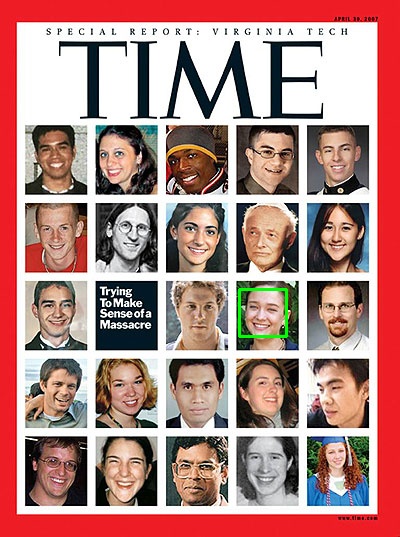 APRIL 30, 2007
SPECIAL REPORT: VIRGINIA TECH
TIME
Trying
To Make
Sense of a
Massacre
www.time.com